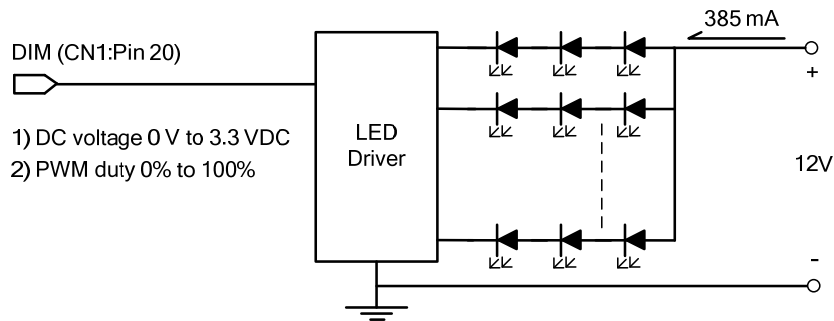 385 mA
DIM (CN1:Pin 20)
+
1) DC voltage 0 V to 3.3 VDC
2) PWM duty 0% to 100%
LED
Driver
12V
-